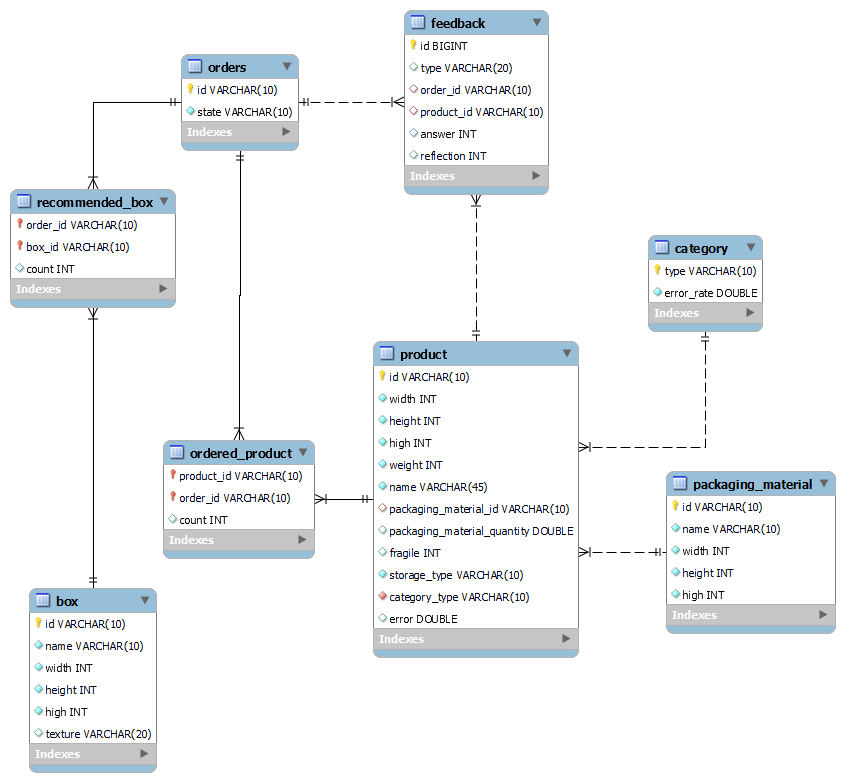 feedback
id BIGINT
type VARCHAR(20)
order_id VARCHAR(10)
product_id VARCHAR(10)
answer INT
reflection INT
Indexes
orders
id VARCHAR(10)
state VARCHAR(10)
Indexes
recommended_box
order_id VARCHAR(10)
box_id VARCHAR(10)
count INT
Indexes
category
type VARCHAR(10)
error_rate DOUBLE
Indexes
product
id VARCHAR(10)
width INT
height INT
high INT
weight INT
name VARCHAR(45)
packaging_material_id VARCHAR(10)
packaging_material_quantity DOUBLE
fragile INT
storage_type VARCHAR(10)
category_type VARCHAR(10)
error DOUBLE
Indexes
ordered_product
product_id VARCHAR(10)
order_id VARCHAR(10)
count INT
Indexes
packaging_material
id VARCHAR(10)
name VARCHAR(10)
width INT
height INT
high INT
Indexes
box
id VARCHAR(10)
name VARCHAR(10)
width INT
height INT
high INT
texture VARCHAR(20)
Indexes